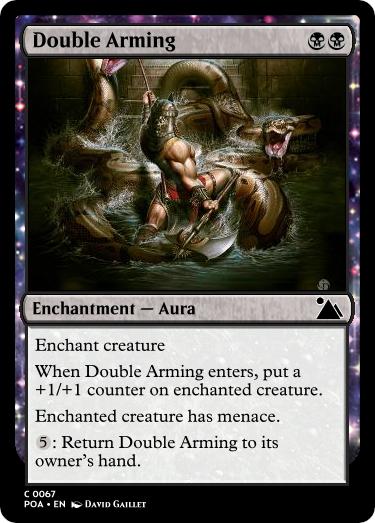 Double Arming
Enchantment — Aura
Enchant creature
When Double Arming enters, put a
+1/+1 counter on enchanted creature.
Enchanted creature has menace.
5: Return Double Arming to its
owner's hand.
C 0067
POA • EN David Gaillet